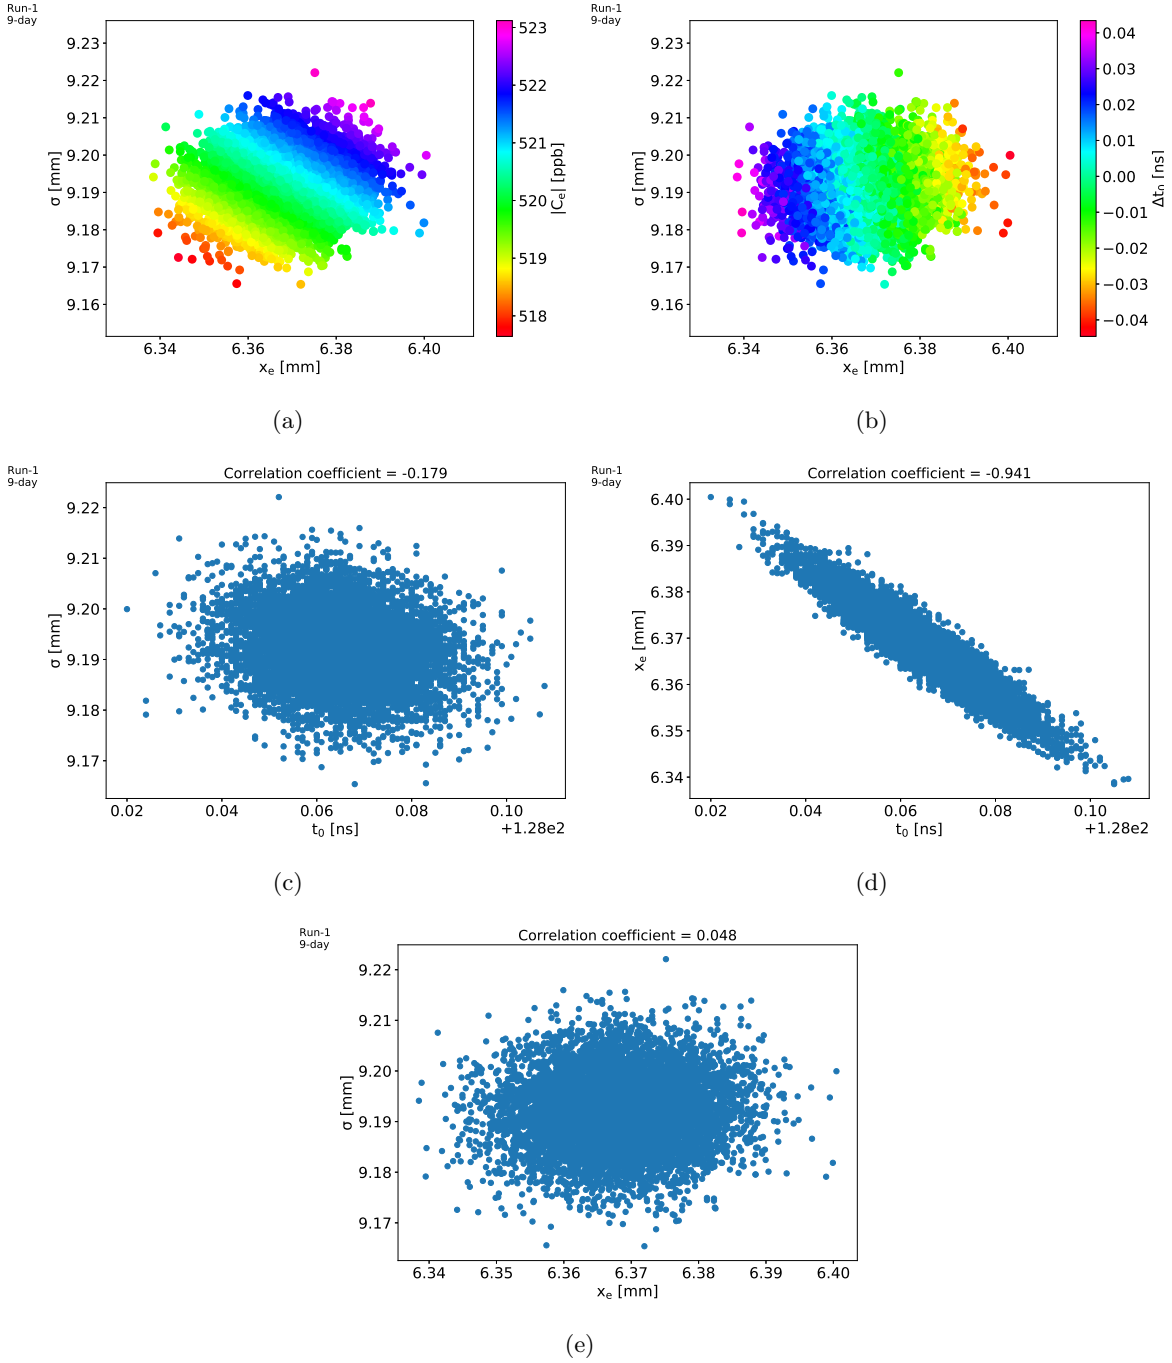 Run-1
9-day
9.23
9.22
9.21
9.20
9.19
9.18
9.17
9.16
σ [mm]
6.34 6.36 6.38 6.40
xₑ [mm]
523
522
521
520
519
518
|Cₑ| [ppb]
(a)
Run-1
9-day
9.23
9.22
9.21
9.20
9.19
9.18
9.17
9.16
σ [mm]
6.34 6.36 6.38 6.40
xₑ [mm]
0.04
0.03
0.02
0.01
0.00
−0.01
−0.02
−0.03
−0.04
Δt₀ [ns]
(b)
Run-1
9-day
Correlation coefficient = -0.179
9.22
9.21
9.20
9.19
9.18
9.17
σ [mm]
0.02 0.04 0.06 0.08 0.10
t₀ [ns]
+1.28e2
(c)
Run-1
9-day
Correlation coefficient = -0.941
6.40
6.39
6.38
6.37
6.36
6.35
6.34
xₑ [mm]
0.02 0.04 0.06 0.08 0.10
t₀ [ns]
+1.28e2
(d)
Run-1
9-day
Correlation coefficient = 0.048
9.22
9.21
9.20
9.19
9.18
9.17
σ [mm]
6.34 6.35 6.36 6.37 6.38 6.39 6.40
xₑ [mm]
(e)